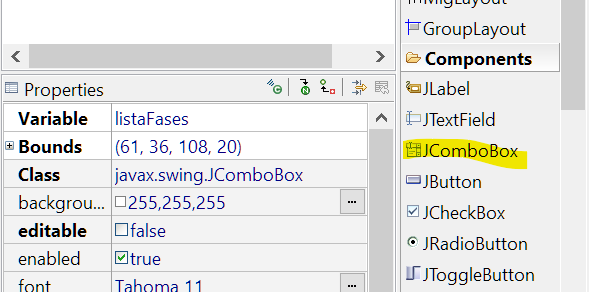 Properties
Variable listaFases
Bounds (61, 36, 108, 20)
Class javax.swing.JComboBox
backgrou... 255,255,255 ...
editable false
enabled true
font Tahoma 11 ...
GroupLayout
Components
JLabel
JTextField
JComboBox
JButton
JCheckBox
JRadioButton
JToggleButton